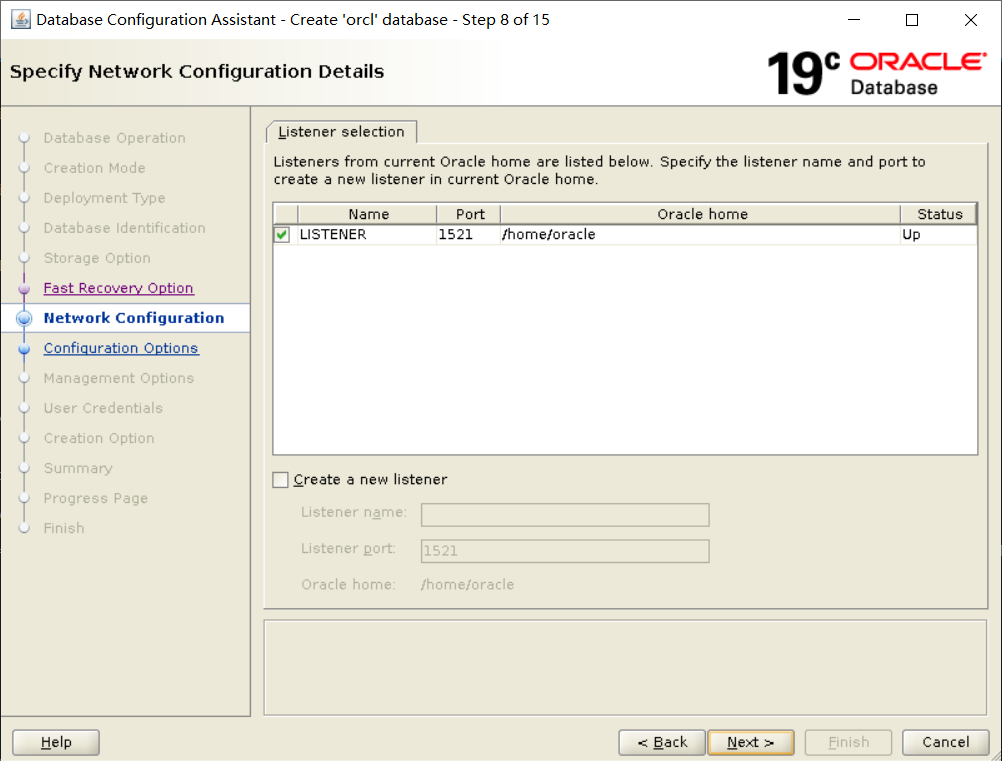 Database Configuration Assistant - Create 'orcl' database - Step 8 of 15
Specify Network Configuration Details
19c ORACLE Database
Database Operation
Creation Mode
Deployment Type
Database Identification
Storage Option
Fast Recovery Option
Network Configuration
Configuration Options
Management Options
User Credentials
Creation Option
Summary
Progress Page
Finish
Listener selection
Listeners from current Oracle home are listed below. Specify the listener name and port to
create a new listener in current Oracle home.
Name Port Oracle home Status
LISTENER 1521 /home/oracle Up
Create a new listener
Listener name:
Listener port: 1521
Oracle home: /home/oracle
Help < Back Next > Finish Cancel